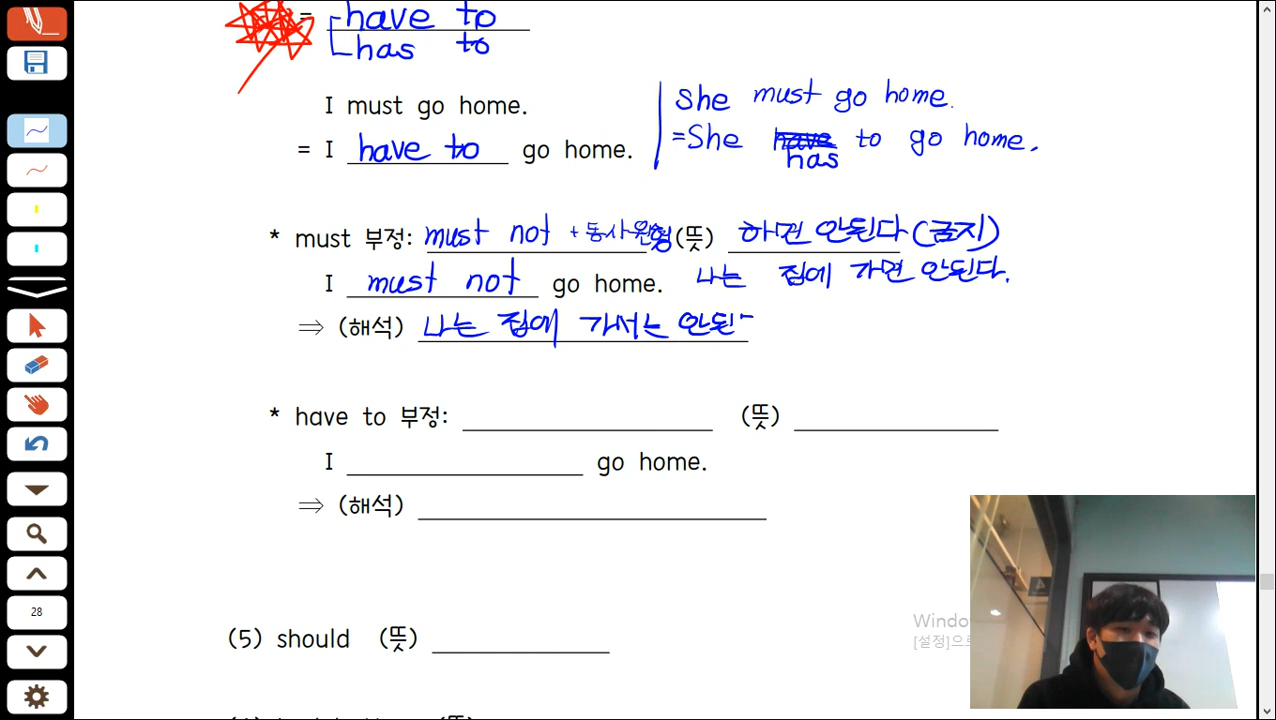 = have to
has to
I must go home.
= I have to go home.
She must go home.
=She have to go home.
has
* must 부정: must not +동사원형 (뜻) 하면 안된다 (금지)
I must not go home. 나는 집에 가면 안된다.
⇒ (해석) 나는 집에 가서는 안된
* have to 부정: (뜻)
I go home.
⇒ (해석)
(5) should (뜻)
Windo
[설정]으로
28